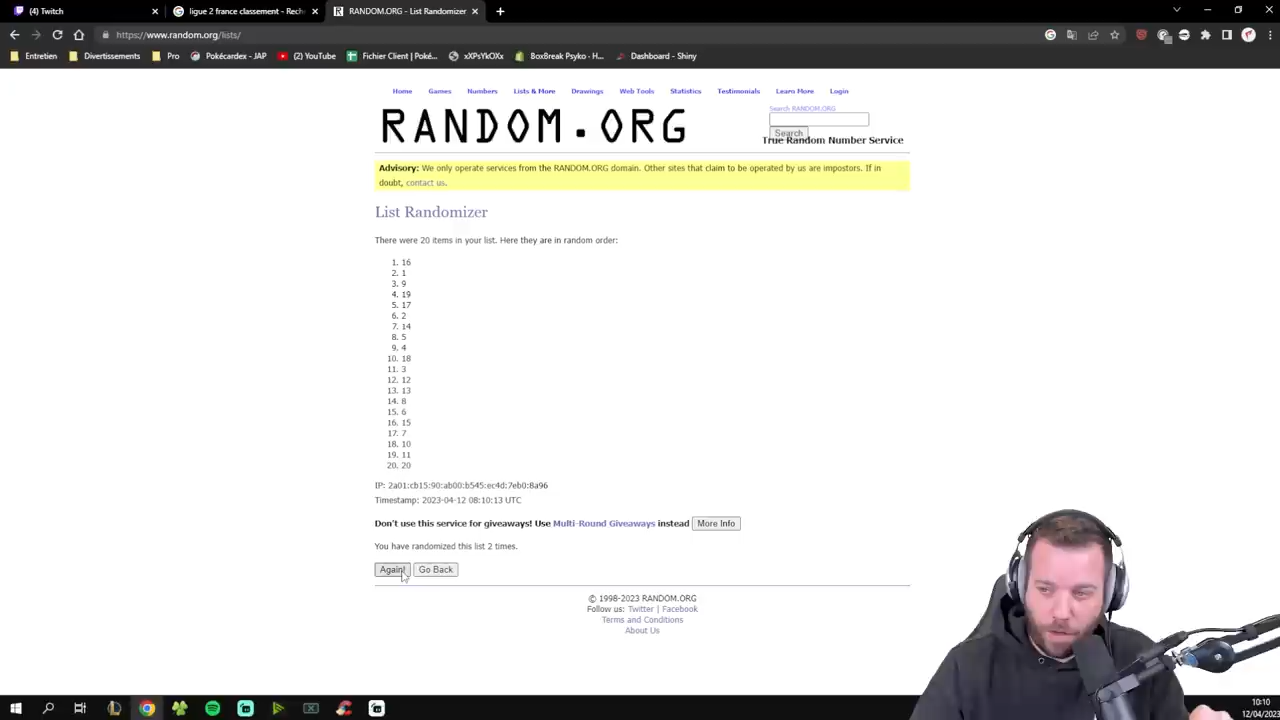 (4) Twitch
ligue 2 french - Rech
RANDOM.ORG - List Rando
https://www.random.org/lists/
Entretien
Divertissements
Pro
Pokécardex - JAP
(2) YouTube
Fichier Client | Poké...
xXPsYkOXx
BoxBreak Psyko - H...
Dashboard - Shiny
Home
Games
Numbers
Lists & More
Drawings
Web Tools
Statistics
Testimonials
Learn More
Login
Search RANDOM.ORG
RANDOM.ORG
Search
True Random Number Service
Advisory: We only operate services from the RANDOM.ORG domain. Other sites that claim to be operated by us are impostors. If in
doubt, contact us.
List Randomizer
There were 20 items in your list. Here they are in random order:
1. 16
2. 1
3. 9
4. 19
5. 17
6. 2
7. 14
8. 5
9. 4
10. 18
11. 3
12. 12
13. 13
14. 8
15. 6
16. 15
17. 7
18. 10
19. 11
20. 20
IP: 2a01:cb15:90:ab00:b545:ec4d:7eb0:8a96
Timestamp: 2023-04-12 08:10:13 UTC
Don't use this service for giveaways! Use Multi-Round Giveaways instead More Info
You have randomized this list 2 times.
Again! Go Back
© 1998-2023 RANDOM.ORG
Follow us: Twitter | Facebook
Terms and Conditions
About Us
10:10
12/04/2023